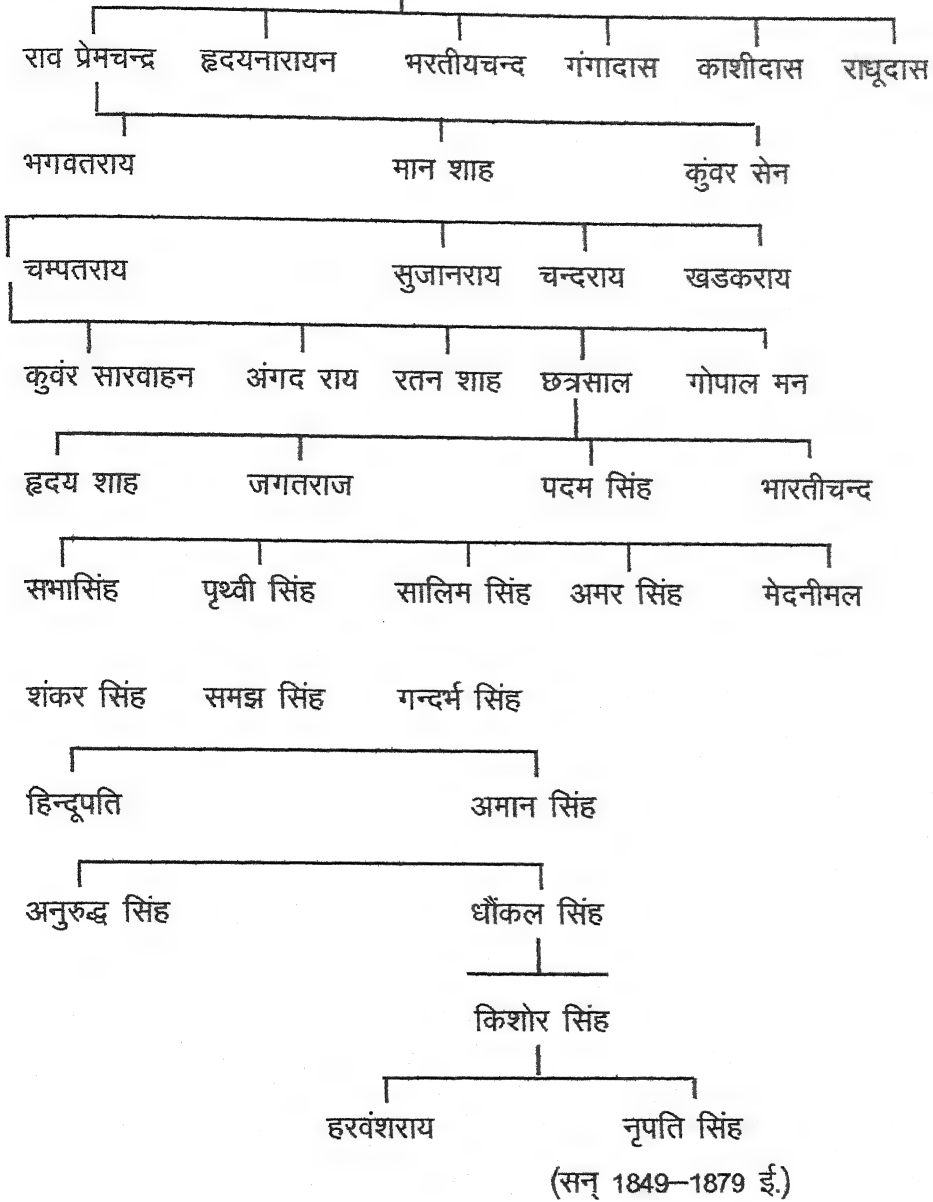 राव प्रेमचन्द्र हृदयनारायन भरतीयचन्द गंगादास काशीदास राधूदास
भगवतराय मान शाह कुंवर सेन
चम्पतराय सुजानराय चन्दराय खडकराय
कुवंर सारवाहन अंगद राय रतन शाह छत्रसाल गोपाल मन
हृदय शाह जगतराज पदम सिंह भारतीचन्द
सभासिंह पृथ्वी सिंह सालिम सिंह अमर सिंह मेदनीमल
शंकर सिंह समझ सिंह गन्दर्भ सिंह
हिन्दूपति अमान सिंह
अनुरुद्ध सिंह धौंकल सिंह
किशोर सिंह
हरवंशराय नृपति सिंह
(सन् 1849–1879 ई.)